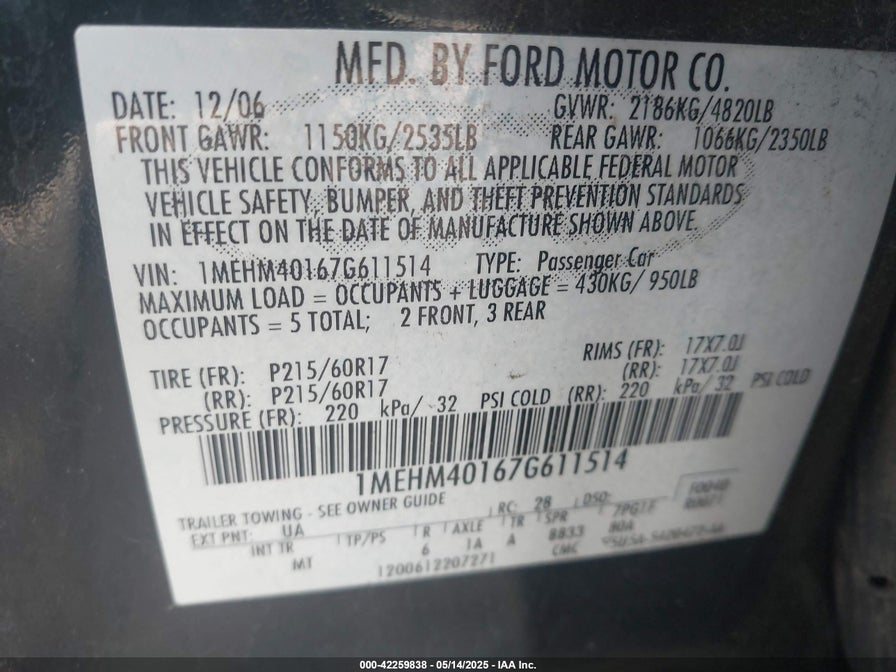 MFD. BY FORD MOTOR CO.
DATE: 12/06 GVWR: 2186KG/4820LB
FRONT GAWR: 1150KG/2535LB REAR GAWR: 1066KG/2350LB
THIS VEHICLE CONFORMS TO ALL APPLICABLE FEDERAL MOTOR
VEHICLE SAFETY, BUMPER, AND THEFT PREVENTION STANDARDS
IN EFFECT ON THE DATE OF MANUFACTURE SHOWN ABOVE.
VIN: 1MEHM40167G611514 TYPE: Passenger Car
MAXIMUM LOAD = OCCUPANTS + LUGGAGE = 430KG/ 950LB
OCCUPANTS = 5 TOTAL; 2 FRONT, 3 REAR
TIRE (FR): P215/60R17 RIMS (FR): 17X7.0J
(RR): P215/60R17 (RR): 17X7.0J
PRESSURE (FR): 220 kPa/ 32 PSI COLD (RR): 220 kPa/ 32 PSI COLD
1MEHM40167G611514
TRAILER TOWING - SEE OWNER GUIDE RC: 28 DSO:
EXT PNT: UA
INT TR TP/PS R AXLE TR SPR
MT 6 1A A 8833
1200612207271
000-42259838 - 05/14/2025 - IAA Inc.